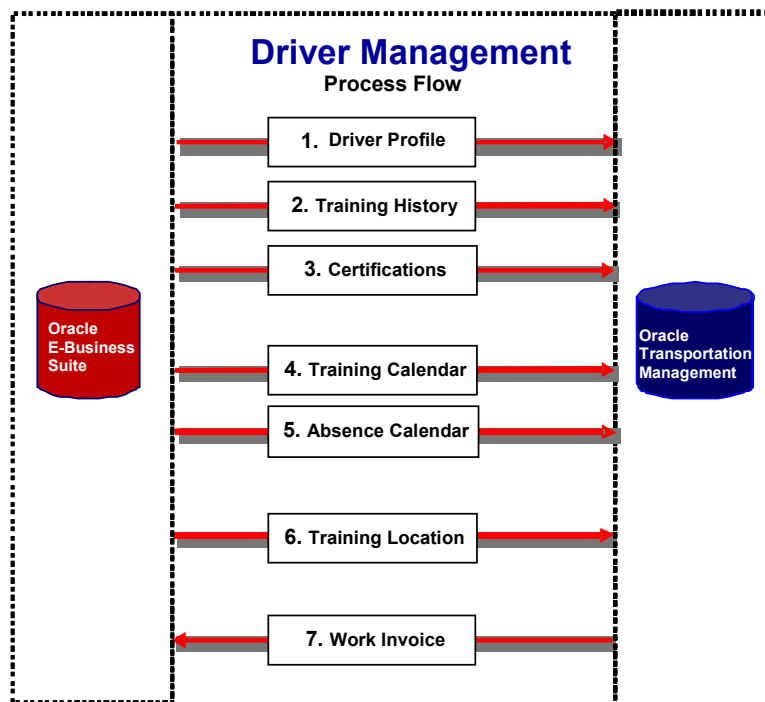 Driver Management
Process Flow
1. Driver Profile
2. Training History
3. Certifications
Oracle
E-Business
Suite
Oracle
Transportation
Management
4. Training Calendar
5. Absence Calendar
6. Training Location
7. Work Invoice